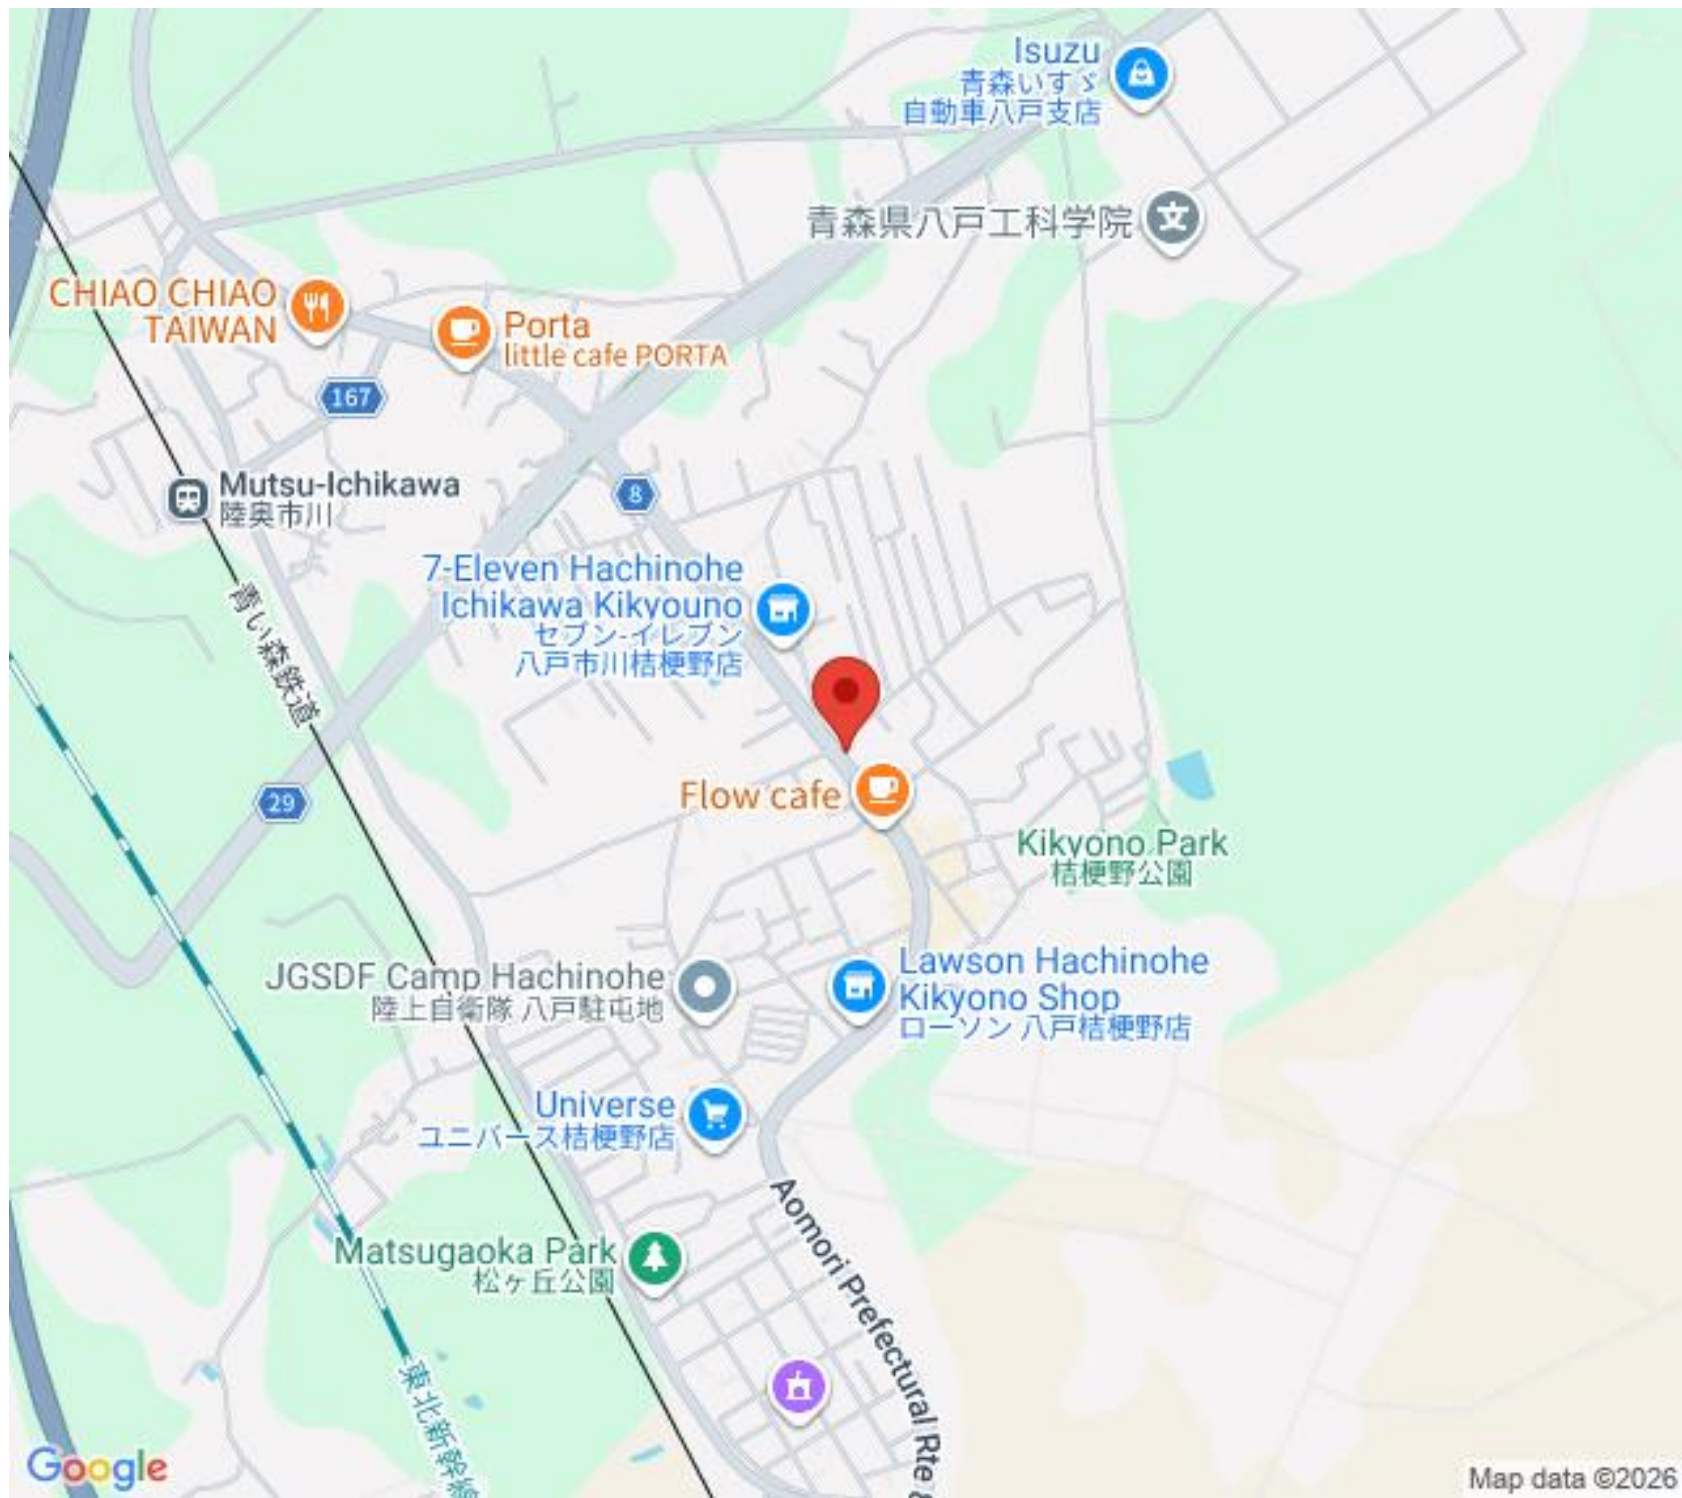 Isuzu
青森いすゞ
自動車八戸支店
青森県八戸工科学院
CHIAO CHIAO
TAIWAN
Porta
little cafe PORTA
167
Mutsu-Ichikawa
陸奥市川
8
7-Eleven Hachinohe
Ichikawa Kikyouno
セブン-イレブン
八戸市川桔梗野店
青い森鉄道
29
Flow cafe
Kikyono Park
桔梗野公園
JGSDF Camp Hachinohe
陸上自衛隊 八戸駐屯地
Lawson Hachinohe
Kikyono Shop
ローソン 八戸桔梗野店
Universe
ユニバース桔梗野店
Aomori Prefectural Rte 8
Matsugaoka Park
松ヶ丘公園
東北新幹線
Google
Map data ©2026